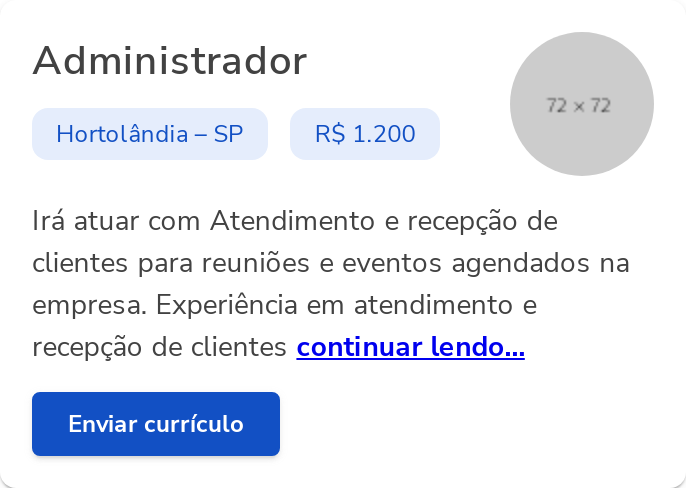 Administrador
72 × 72
Hortolândia – SP
R$ 1.200
Irá atuar com Atendimento e recepção de
clientes para reuniões e eventos agendados na
empresa. Experiência em atendimento e
recepção de clientes continuar lendo...
Enviar currículo